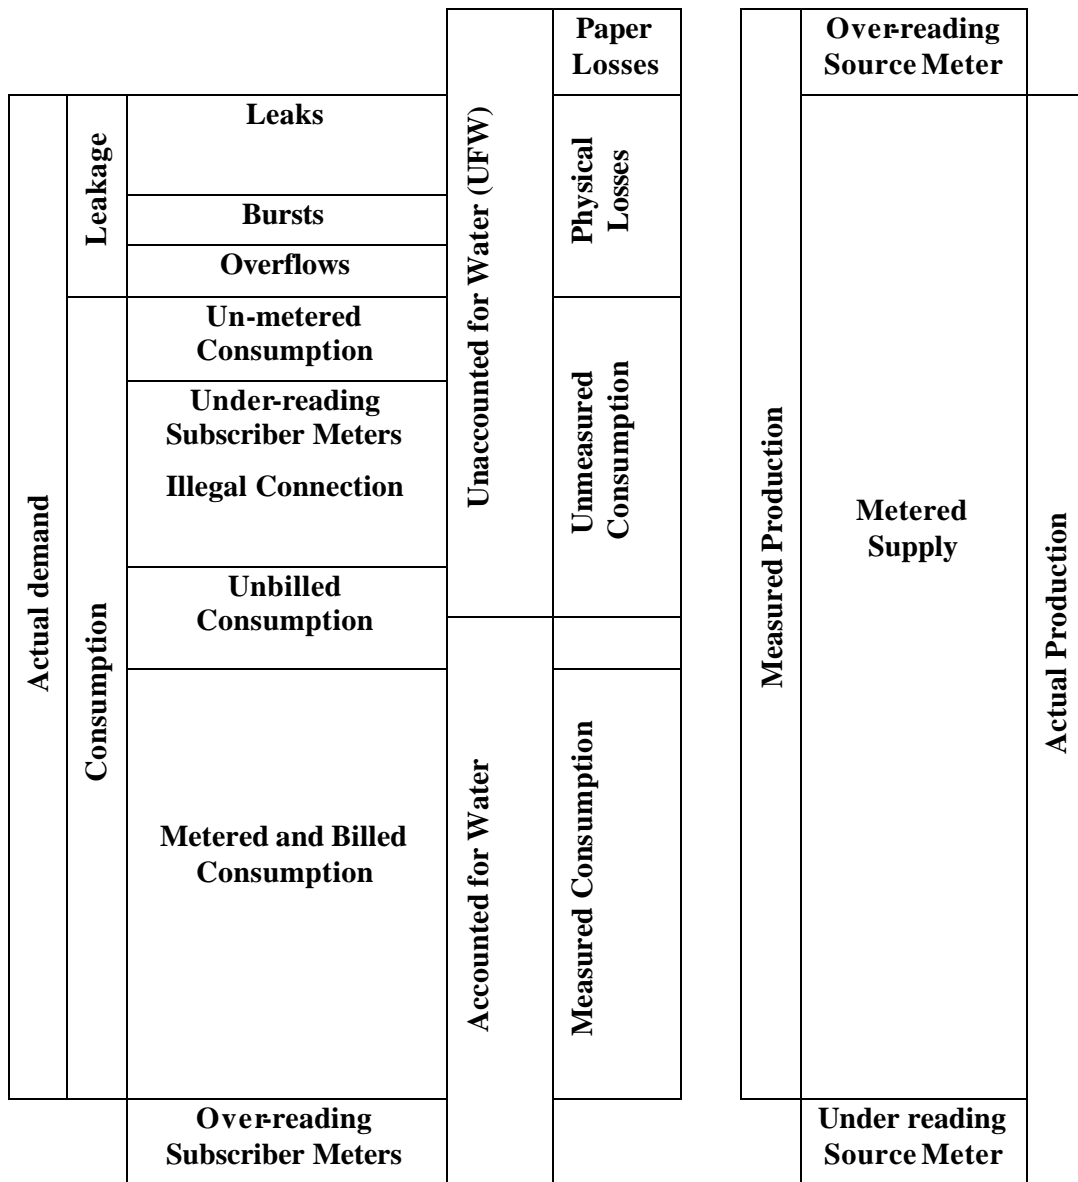 Paper
Losses
Over-reading
Source Meter
Leaks
Bursts
Overflows
Leakage
Unaccounted for Water (UFW)
Physical
Losses
Un-metered
Consumption
Under-reading
Subscriber Meters
Illegal Connection
Unmeasured
Consumption
Unbilled
Consumption
Actual demand
Consumption
Metered and Billed
Consumption
Accounted for Water
Measured Consumption
Measured Production
Metered
Supply
Actual Production
Over-reading
Subscriber Meters
Under reading
Source Meter